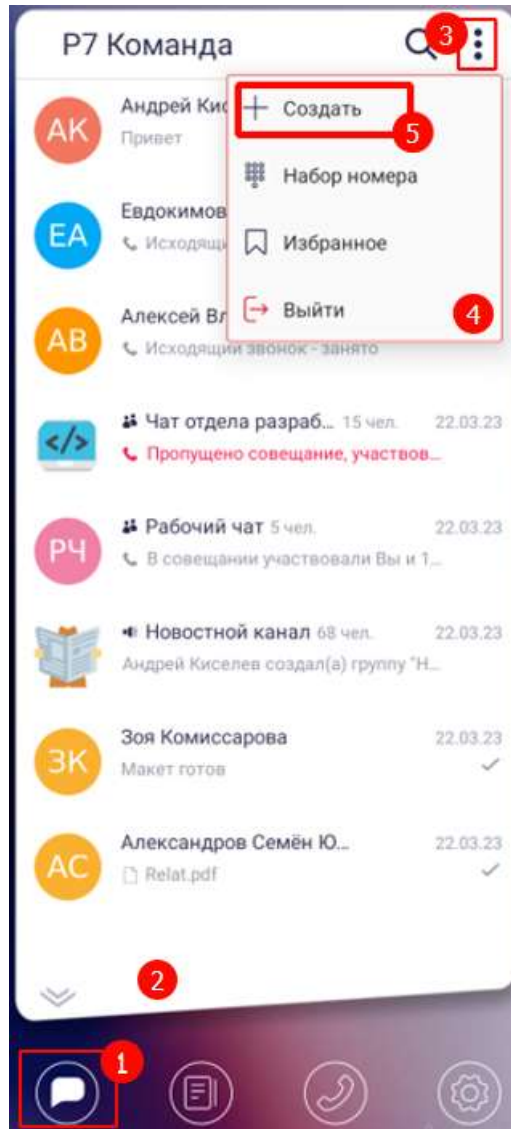 Р7 Команда
3
АК
Андрей Кис
Привет
Создать
5
Набор номера
ЕА
Евдокимов
Исходящи
Избранное
АВ
Алексей Вл
Исходящий звонок - занято
Выйти
4
</>
Чат отдела разраб... 15 чел. 22.03.23
Пропущено совещание, участвов...
РЧ
Рабочий чат 5 чел. 22.03.23
В совещании участвовали Вы и 1...
Новостной канал 68 чел. 22.03.23
Андрей Киселев создал(а) группу "Н...
ЗК
Зоя Комиссарова 22.03.23
Макет готов
АС
Александров Семён Ю... 22.03.23
Relat.pdf
2
1